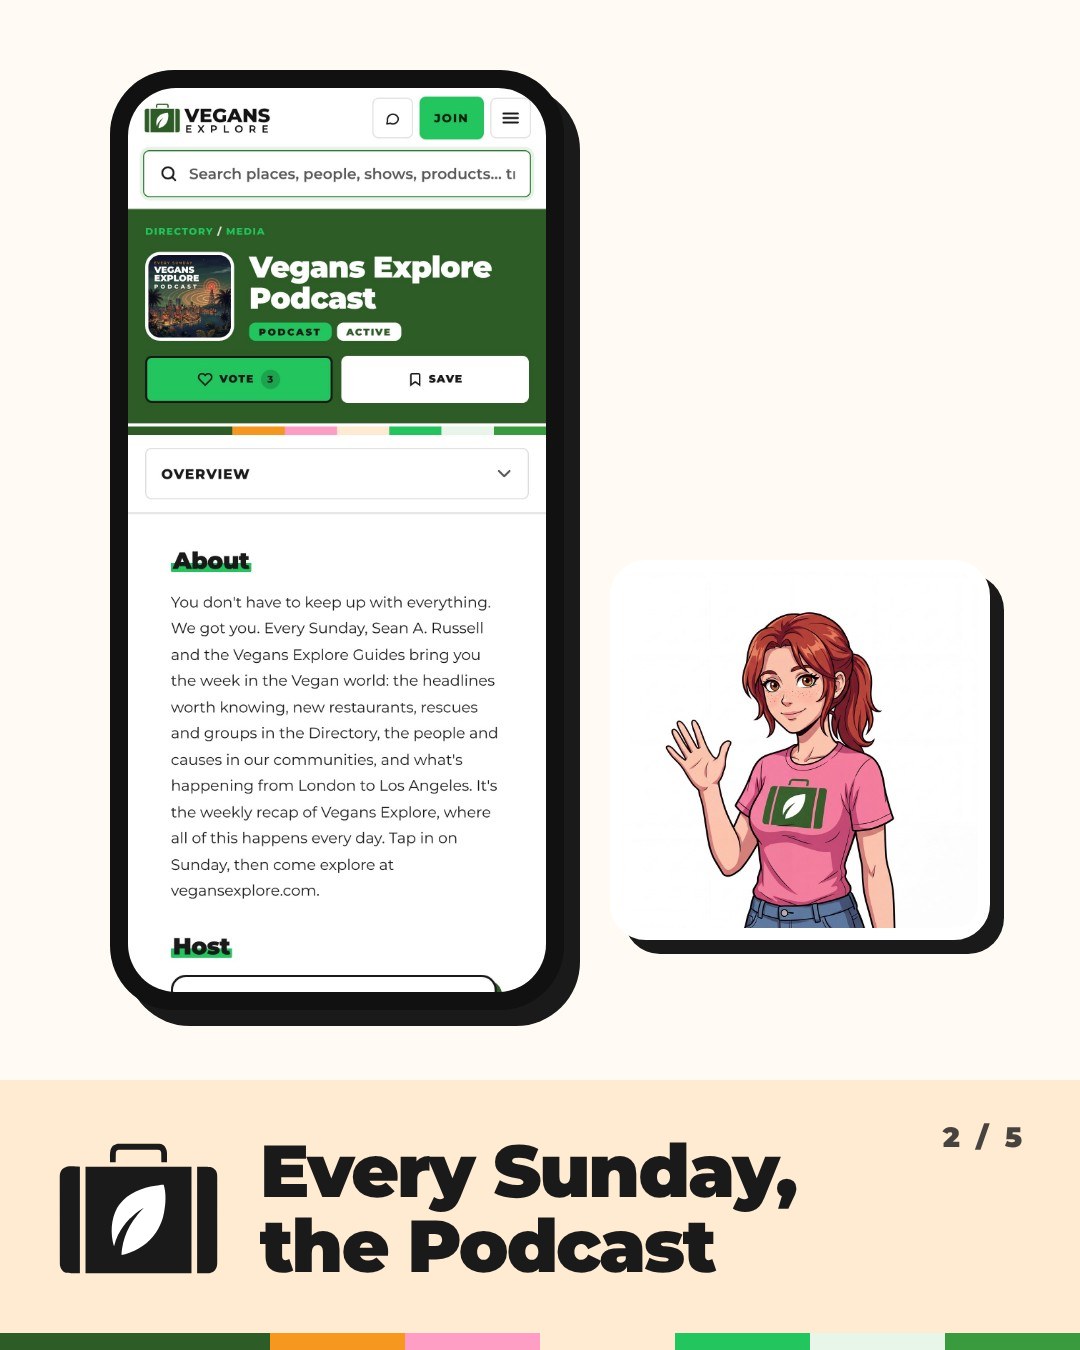 VEGANS
EXPLORE
JOIN
Search places, people, shows, products...
DIRECTORY / MEDIA
EVERY SUNDAY
VEGANS
EXPLORE
PODCAST
Vegans Explore
Podcast
PODCAST
ACTIVE
VOTE 3
SAVE
OVERVIEW
About
You don't have to keep up with everything.
We got you. Every Sunday, Sean A. Russell
and the Vegans Explore Guides bring you
the week in the Vegan world: the headlines
worth knowing, new restaurants, rescues
and groups in the Directory, the people and
causes in our communities, and what's
happening from London to Los Angeles. It's
the weekly recap of Vegans Explore, where
all of this happens every day. Tap in on
Sunday, then come explore at
vegansexplore.com.
Host
2 / 5
Every Sunday,
the Podcast